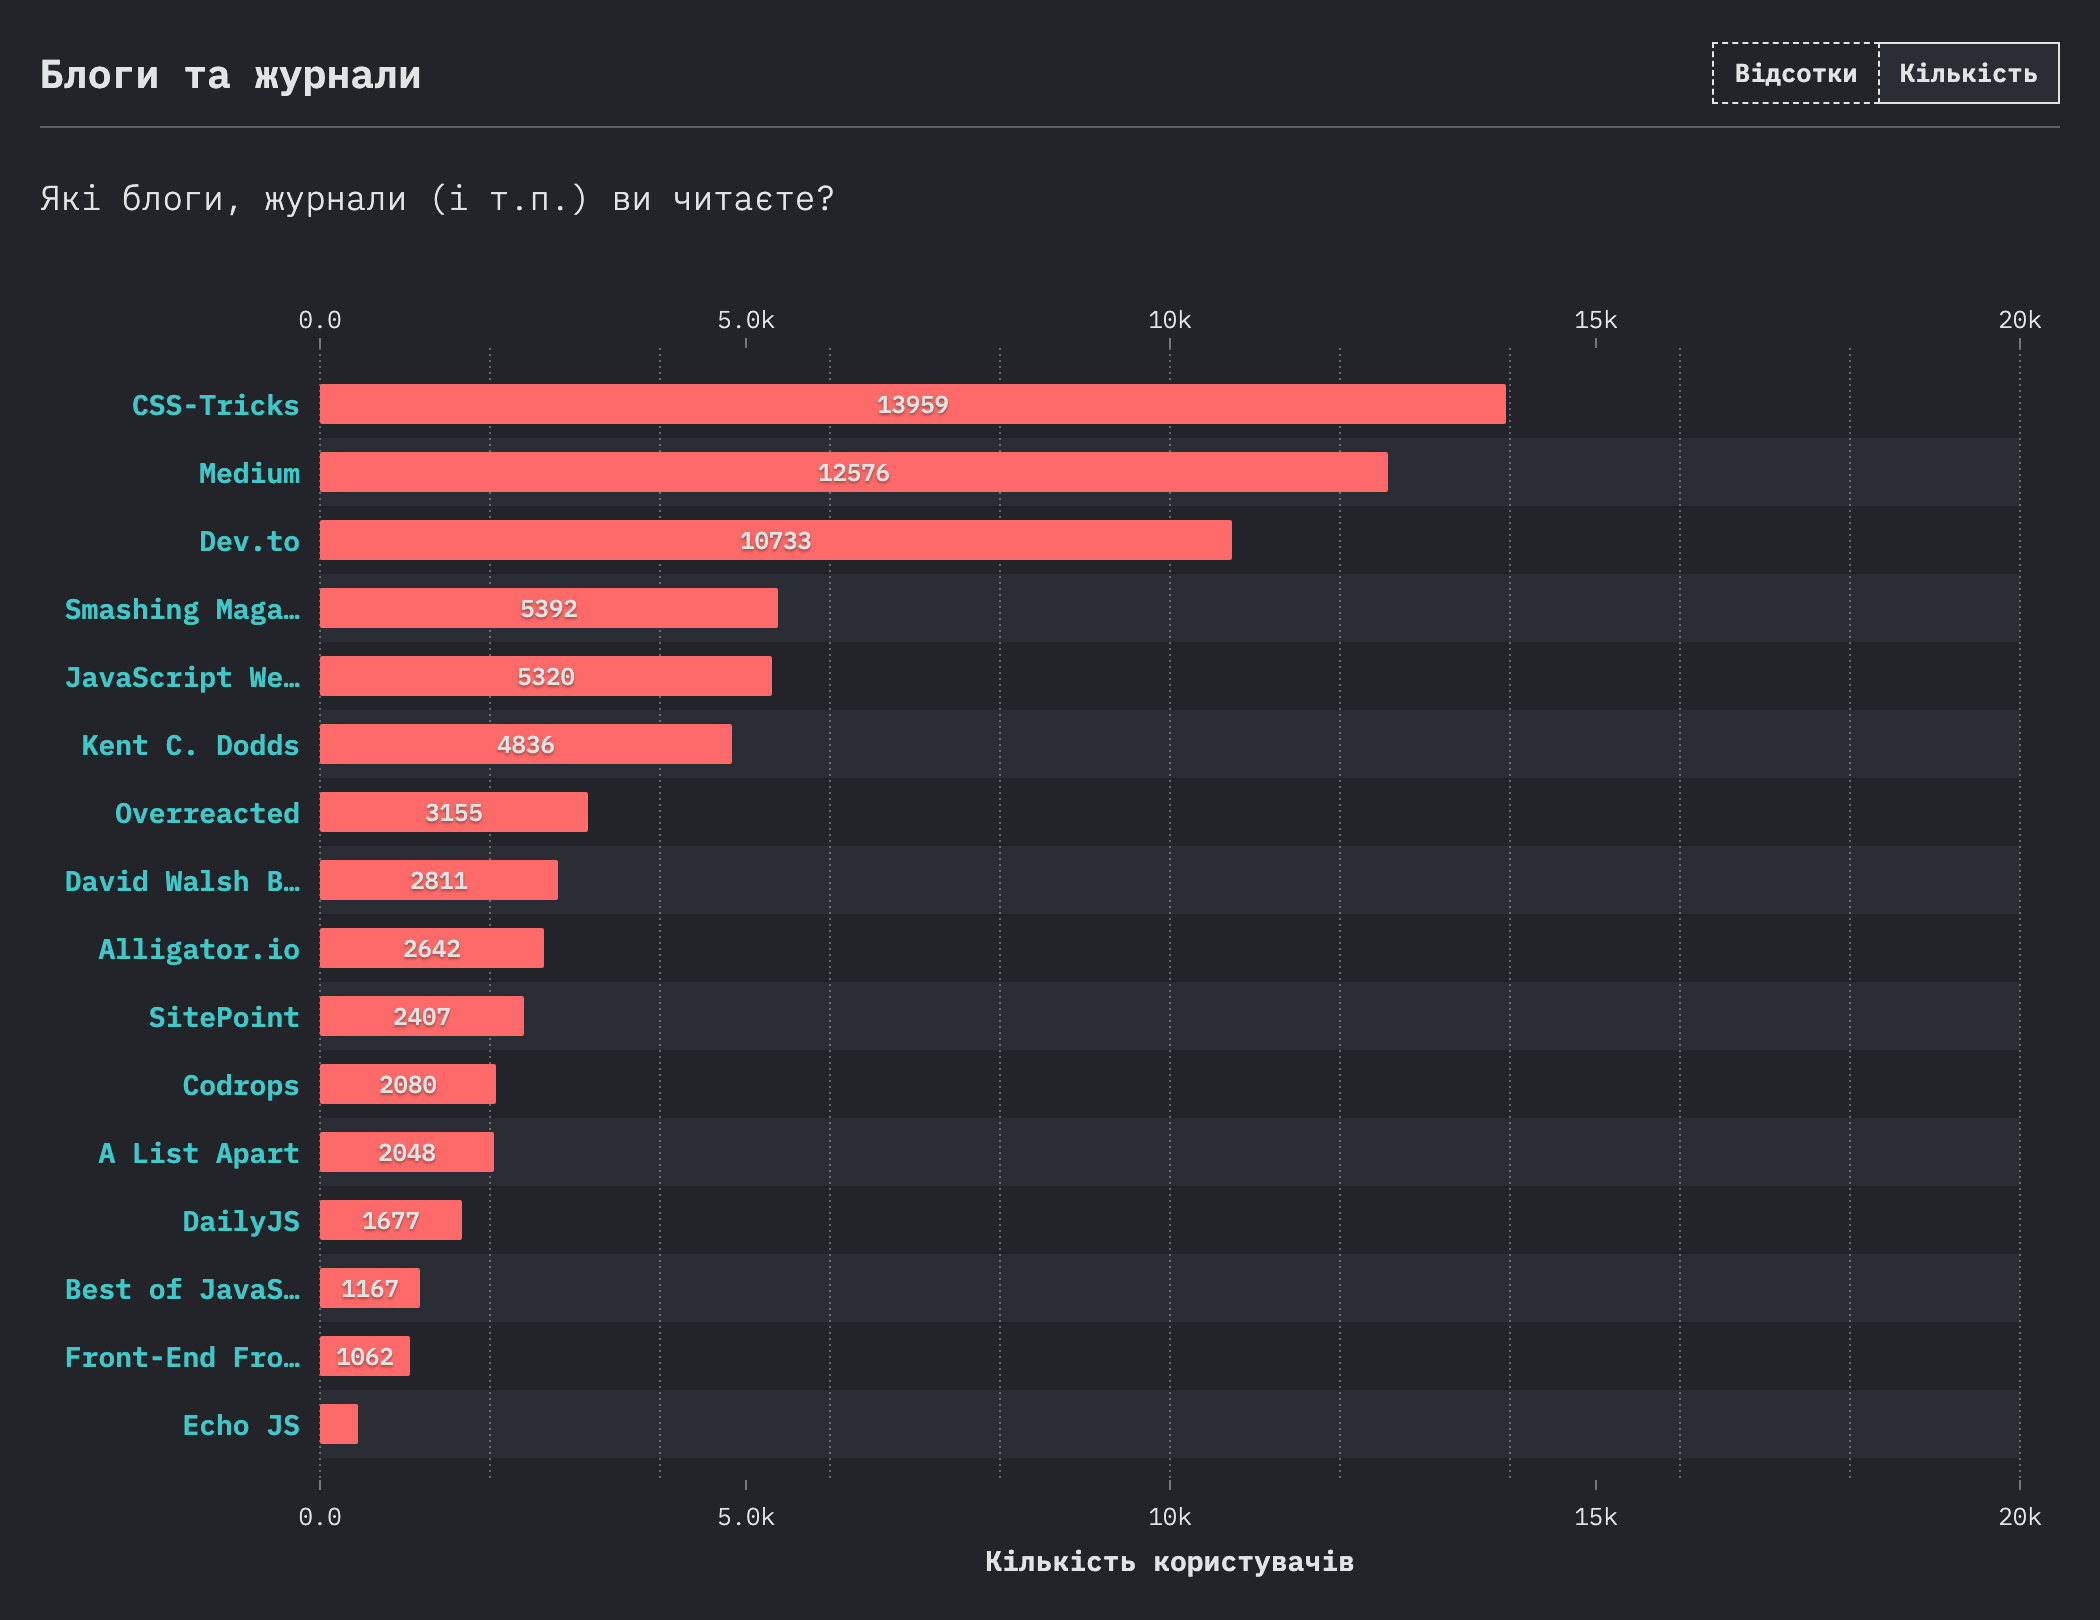 Блоги та журнали
Відсотки Кількість
Які блоги, журнали (і т.п.) ви читаєте?
0.0 5.0k 10k 15k 20k
CSS-Tricks 13959
Medium 12576
Dev.to 10733
Smashing Maga… 5392
JavaScript We… 5320
Kent C. Dodds 4836
Overreacted 3155
David Walsh B… 2811
Alligator.io 2642
SitePoint 2407
Codrops 2080
A List Apart 2048
DailyJS 1677
Best of JavaS… 1167
Front-End Fro… 1062
Echo JS
0.0 5.0k 10k 15k 20k
Кількість користувачів